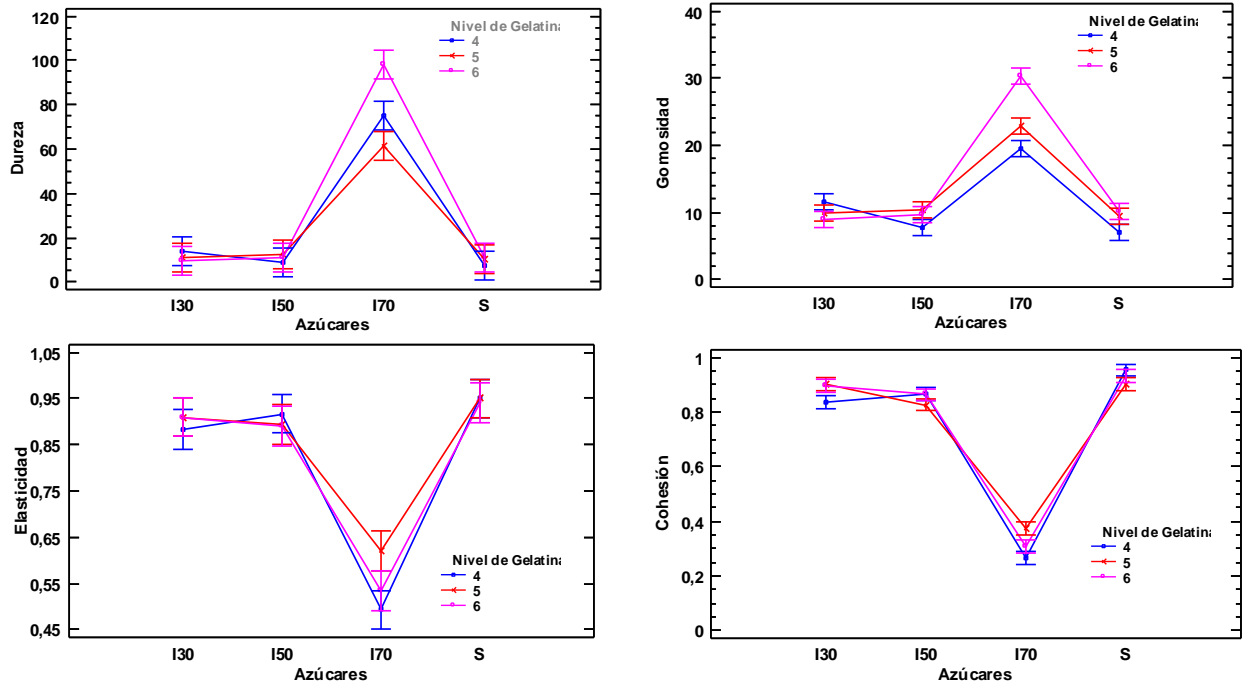 Dureza
120
100
80
60
40
20
0
Nivel de Gelatina
4
5
6
I30 I50 I70 S
Azúcares
Gomosidad
40
30
20
10
0
Nivel de Gelatina
4
5
6
I30 I50 I70 S
Azúcares
Elasticidad
1,05
0,95
0,85
0,75
0,65
0,55
0,45
Nivel de Gelatina
4
5
6
I30 I50 I70 S
Azúcares
Cohesión
1
0,8
0,6
0,4
0,2
0
Nivel de Gelatina
4
5
6
I30 I50 I70 S
Azúcares